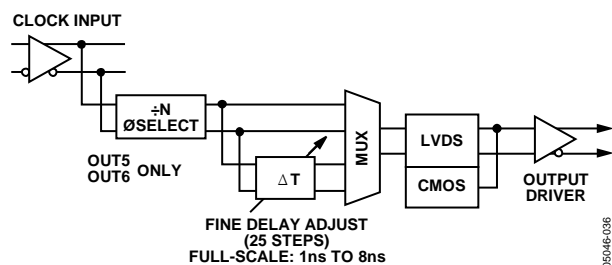 CLOCK INPUT
÷N
ØSELECT
OUT5
OUT6 ONLY
ΔT
MUX
LVDS
CMOS
OUTPUT
DRIVER
FINE DELAY ADJUST
(25 STEPS)
FULL-SCALE: 1ns TO 8ns
05046-036